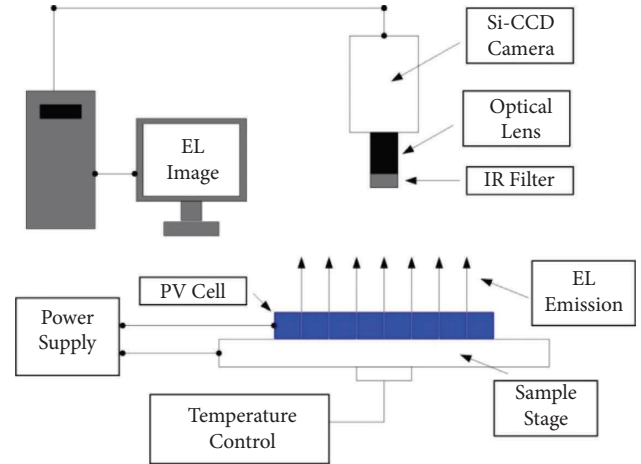 Si-CCD
Camera
Optical
Lens
IR Filter
EL
Image
PV Cell
EL
Emission
Power
Supply
Sample
Stage
Temperature
Control